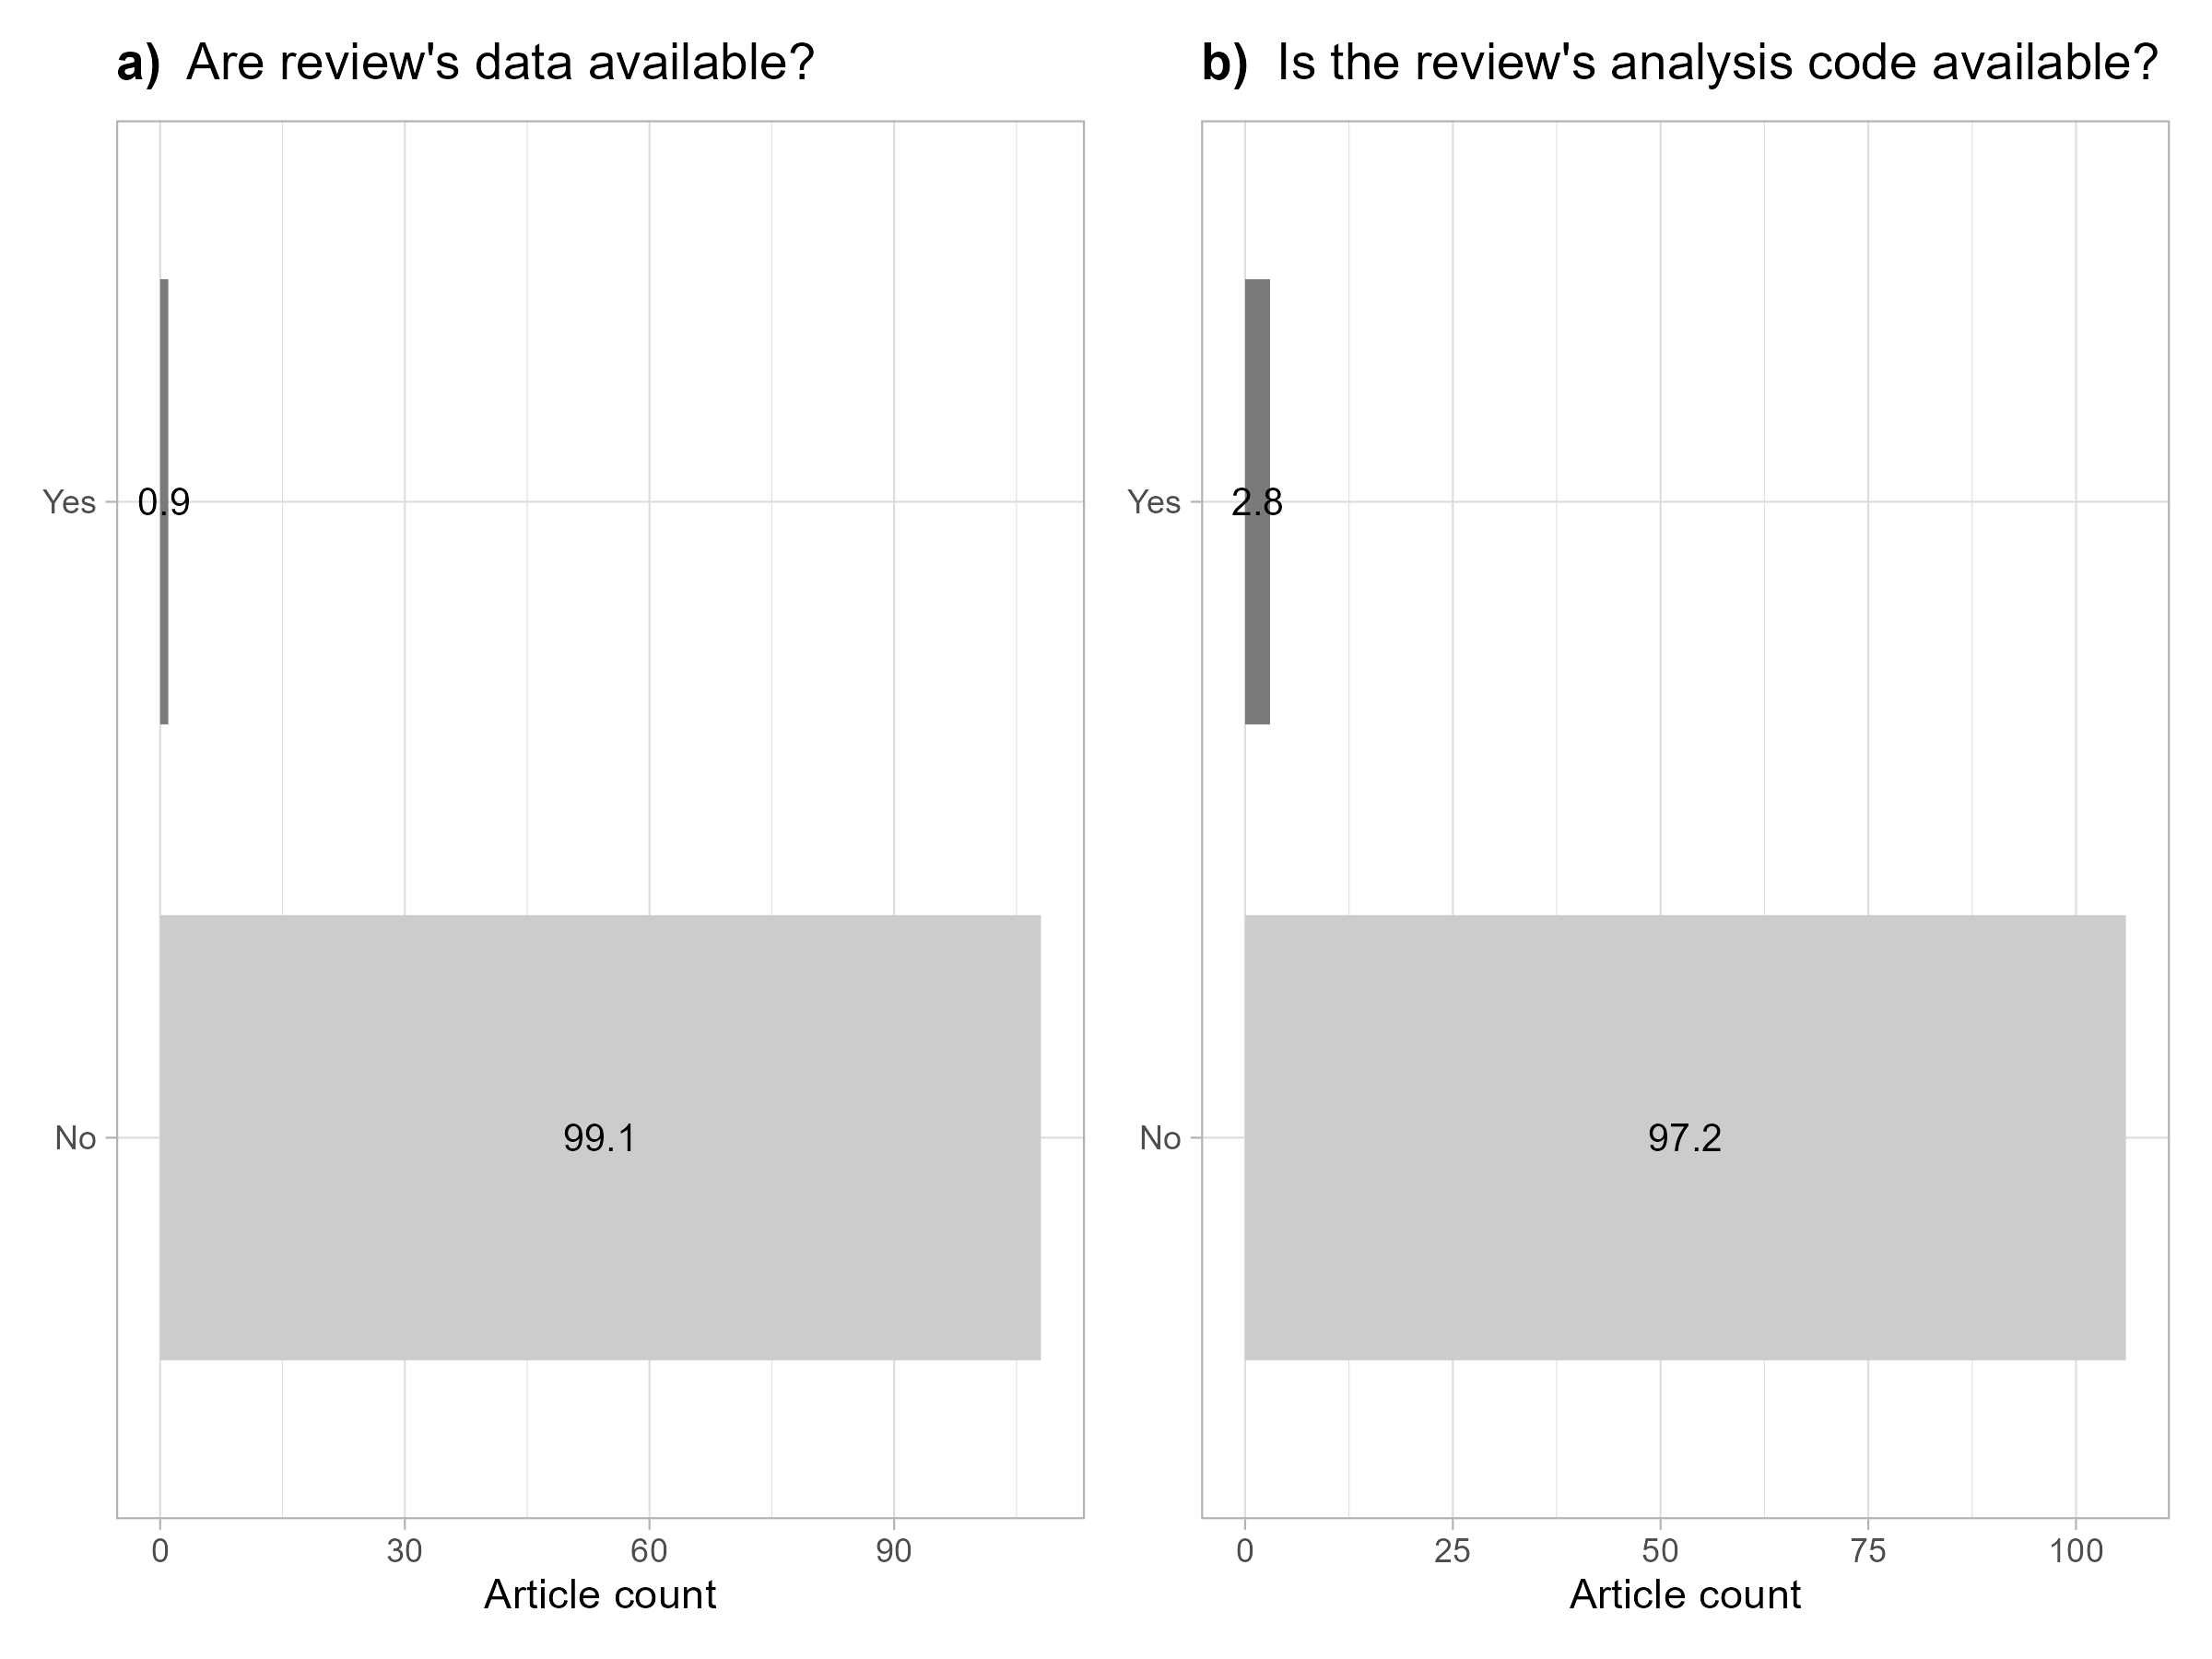 a) Are review's data available?
Yes
0.9
No
99.1
0 30 60 90
Article count
b) Is the review's analysis code available?
Yes
2.8
No
97.2
0 25 50 75 100
Article count